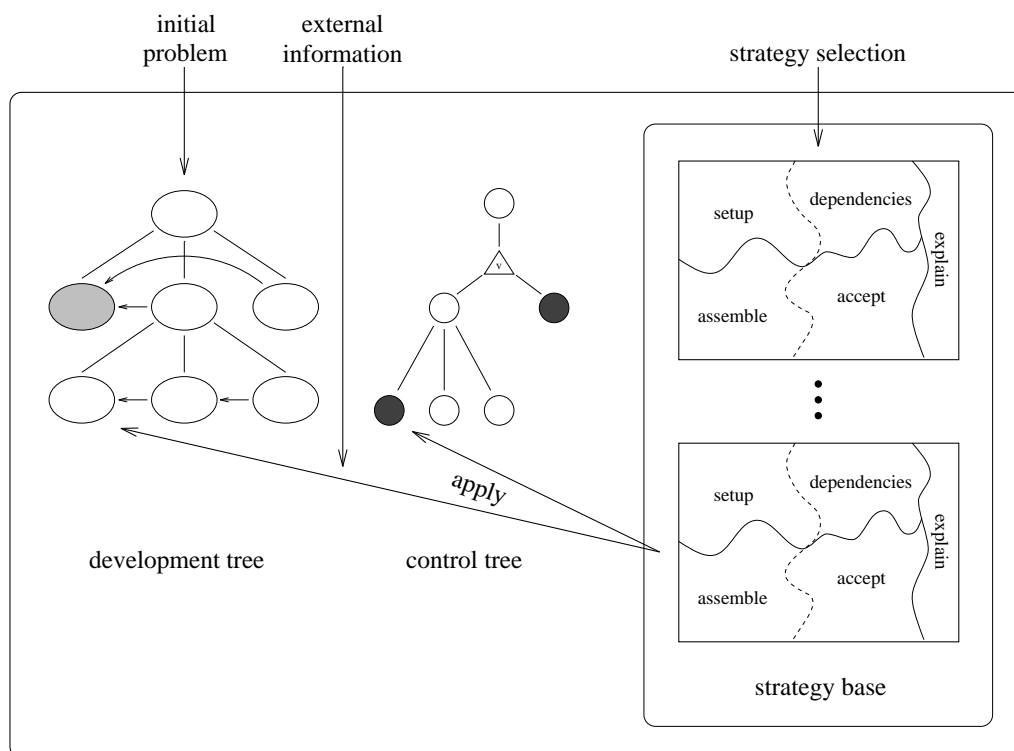 initial
problem
external
information
strategy selection
setup
dependencies
explain
assemble
accept
v
apply
setup
dependencies
explain
assemble
accept
development tree
control tree
strategy base